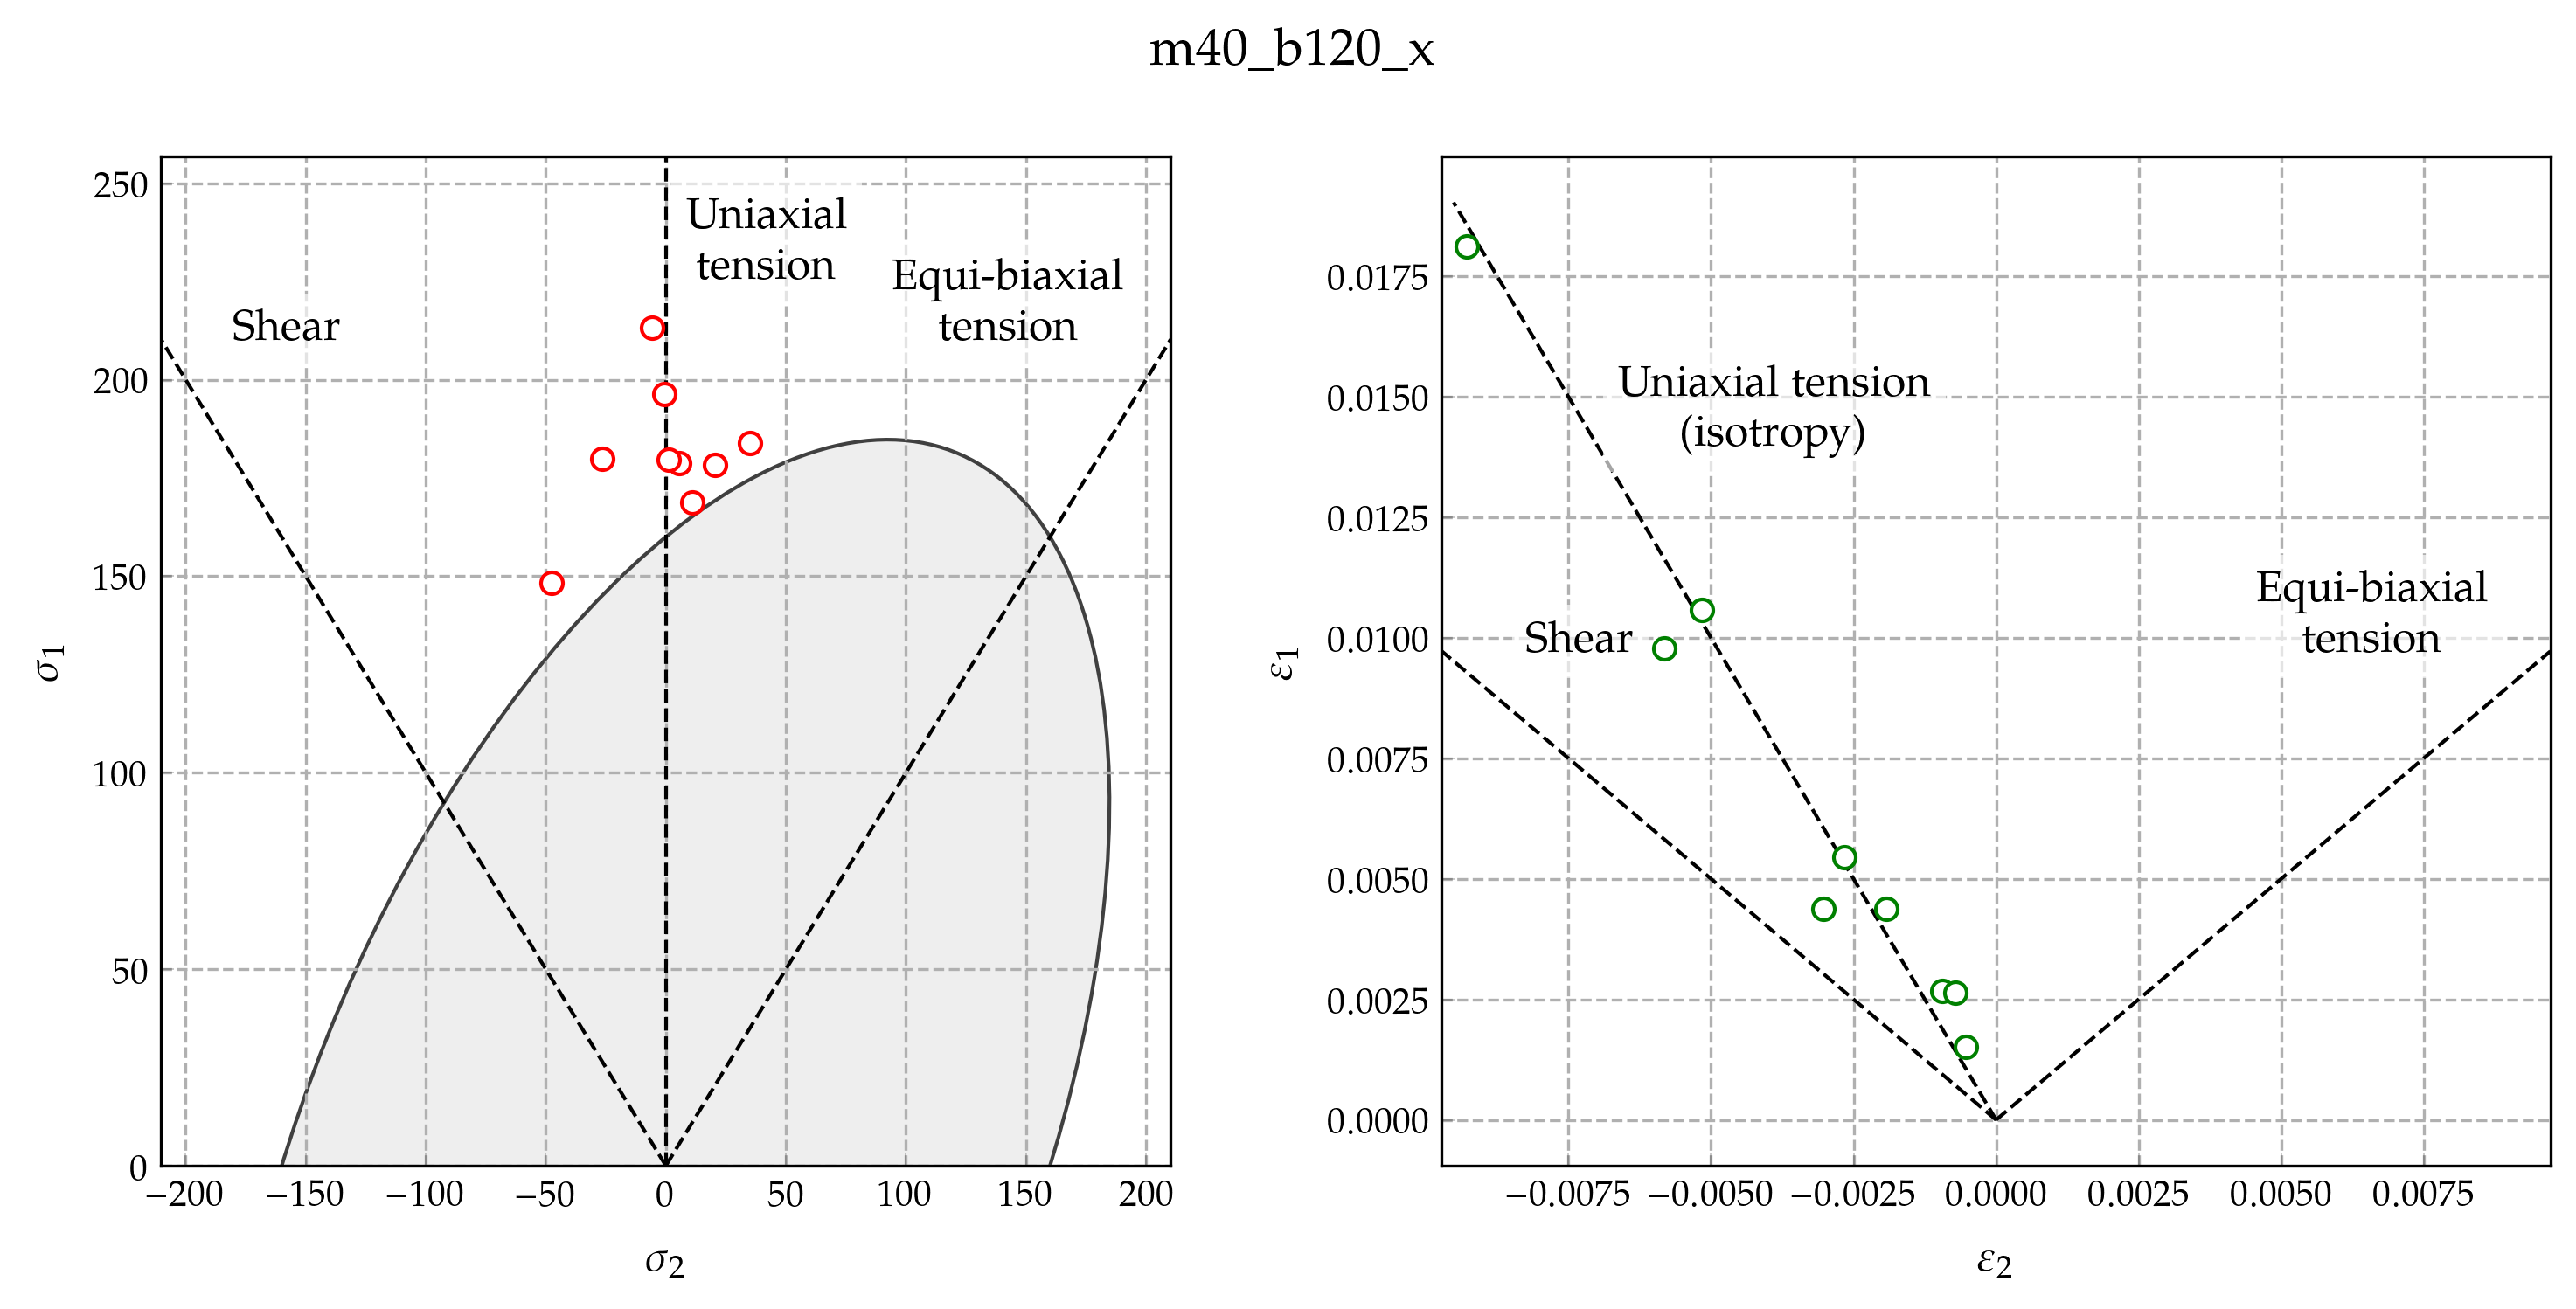 m40_b120_x
250
200
150
100
50
0
−200 −150 −100 −50 0 50 100 150 200
σ1
σ2
Uniaxial
tension
Equi-biaxial
tension
Shear
0.0175
0.0150
0.0125
0.0100
0.0075
0.0050
0.0025
0.0000
−0.0075 −0.0050 −0.0025 0.0000 0.0025 0.0050 0.0075
ε1
ε2
Uniaxial tension
(isotropy)
Shear
Equi-biaxial
tension